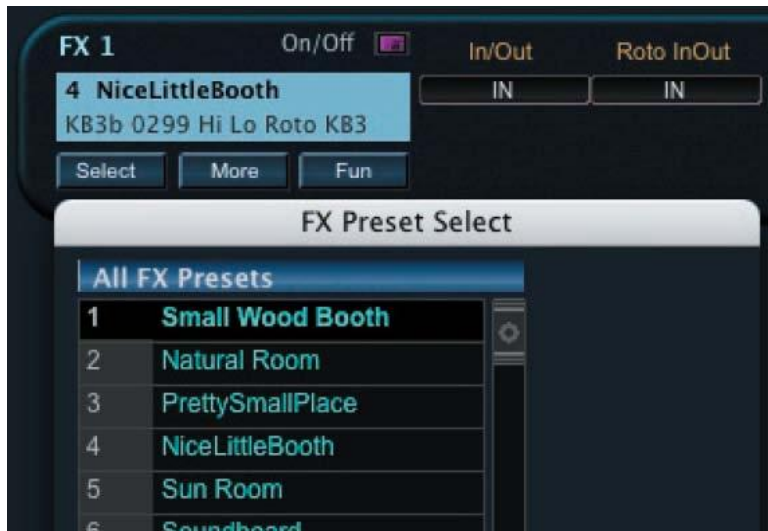 FX 1 On/Off In/Out Roto InOut
4 NiceLittleBooth IN IN
KB3b 0299 Hi Lo Roto KB3
Select More Fun
FX Preset Select
All FX Presets
1 Small Wood Booth
2 Natural Room
3 PrettySmallPlace
4 NiceLittleBooth
5 Sun Room
6 Soundboard